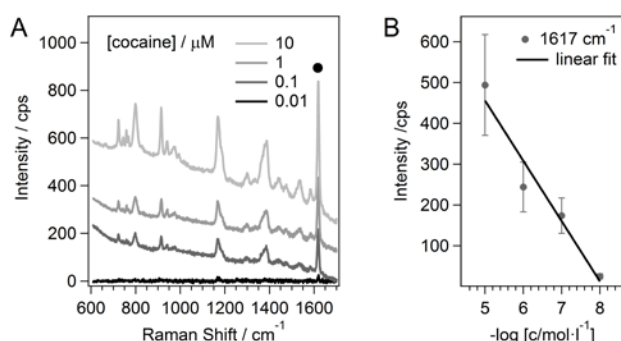 A
[cocaine] / μM
10
1
0.1
0.01
1000
800
600
400
200
0
Intensity / cps
600 800 1000 1200 1400 1600
Raman Shift / cm⁻¹
B
1617 cm⁻¹
linear fit
600
500
400
300
200
100
Intensity /cps
5 6 7 8
-log [c/mol·l⁻¹]